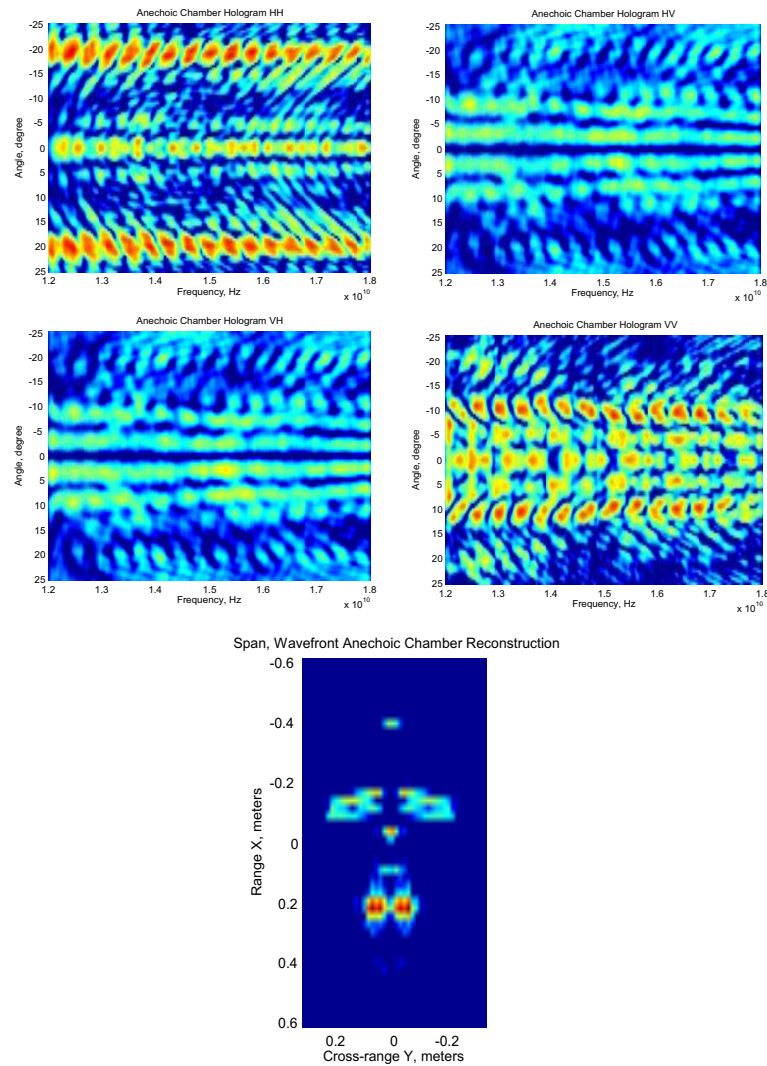 Anechoic Chamber Hologram HH
Angle, degree
-25
-20
-15
-10
-5
0
5
10
15
20
25
1.2 1.3 1.4 1.5 1.6 1.7 1.8
Frequency, Hz
x 10^10
Anechoic Chamber Hologram HV
Angle, degree
-25
-20
-15
-10
-5
0
5
10
15
20
25
1.2 1.3 1.4 1.5 1.6 1.7 1.8
Frequency, Hz
x 10^10
Anechoic Chamber Hologram VH
Angle, degree
-25
-20
-15
-10
-5
0
5
10
15
20
25
1.2 1.3 1.4 1.5 1.6 1.7 1.8
Frequency, Hz
x 10^10
Anechoic Chamber Hologram VV
Angle, degree
-25
-20
-15
-10
-5
0
5
10
15
20
25
1.2 1.3 1.4 1.5 1.6 1.7 1.8
Frequency, Hz
x 10^10
Span, Wavefront Anechoic Chamber Reconstruction
Range X, meters
-0.6
-0.4
-0.2
0
0.2
0.4
0.6
0.2 0 -0.2
Cross-range Y, meters